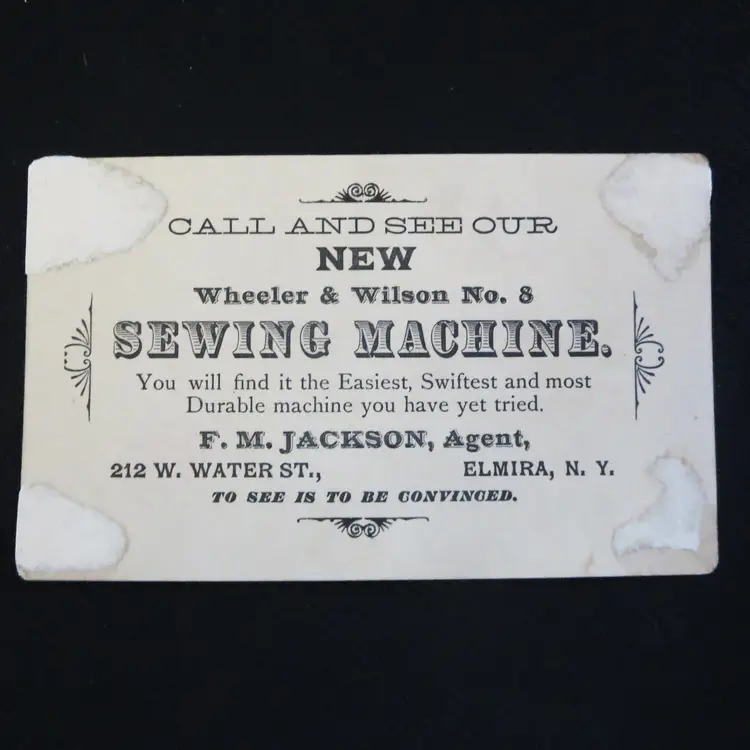 CALL AND SEE OUR
NEW
Wheeler & Wilson No. 8
SEWING MACHINE.
You will find it the Easiest, Swiftest and most
Durable machine you have yet tried.
F. M. JACKSON, Agent,
212 W. WATER ST., ELMIRA, N. Y.
TO SEE IS TO BE CONVINCED.